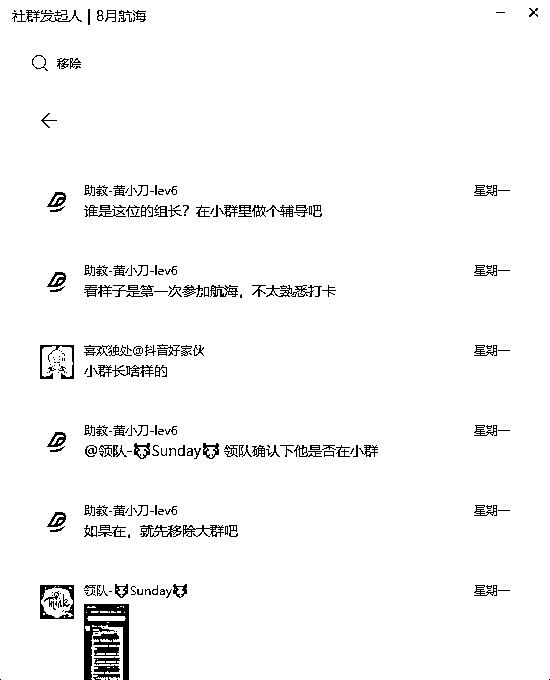 社群发起人 | 8月航海
移除
助教-黄小刀-lev6
星期一
谁是这位的组长？在小群里做个辅导吧
助教-黄小刀-lev6
星期一
看样子是第一次参加航海，不太熟悉打卡
喜欢独处@抖音好家伙
星期一
小群长啥样的
助教-黄小刀-lev6
星期一
@领队-🐯Sunday🐯 领队确认下他是否在小群
助教-黄小刀-lev6
星期一
如果在，就先移除大群吧
领队-🐯Sunday🐯
星期一
Think